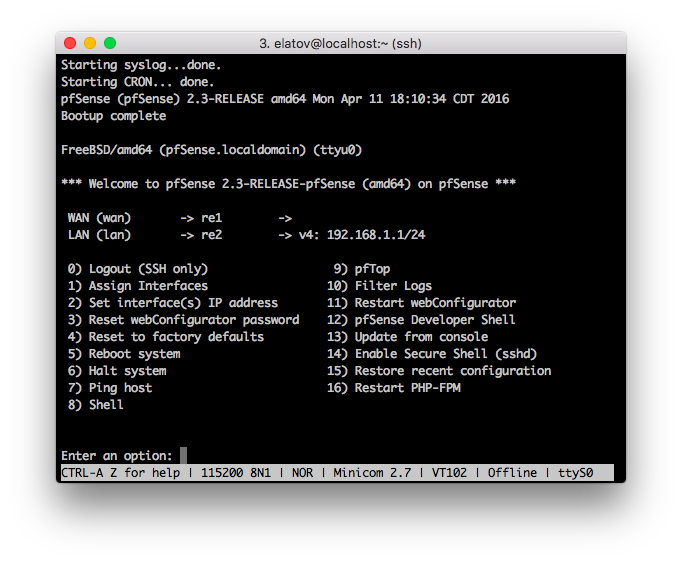 3. elatov@localhost:~ (ssh)
Starting syslog...done.
Starting CRON... done.
pfSense (pfSense) 2.3-RELEASE amd64 Mon Apr 11 18:10:34 CDT 2016
Bootup complete
FreeBSD/amd64 (pfSense.localdomain) (ttyu0)
*** Welcome to pfSense 2.3-RELEASE-pfSense (amd64) on pfSense ***
WAN (wan)       -> re1        ->
LAN (lan)       -> re2        -> v4: 192.168.1.1/24
0) Logout (SSH only)                  9) pfTop
1) Assign Interfaces                 10) Filter Logs
2) Set interface(s) IP address       11) Restart webConfigurator
3) Reset webConfigurator password    12) pfSense Developer Shell
4) Reset to factory defaults         13) Update from console
5) Reboot system                     14) Enable Secure Shell (sshd)
6) Halt system                       15) Restore recent configuration
7) Ping host                         16) Restart PHP-FPM
8) Shell
Enter an option:
CTRL-A Z for help | 115200 8N1 | NOR | Minicom 2.7 | VT102 | Offline | ttyS0